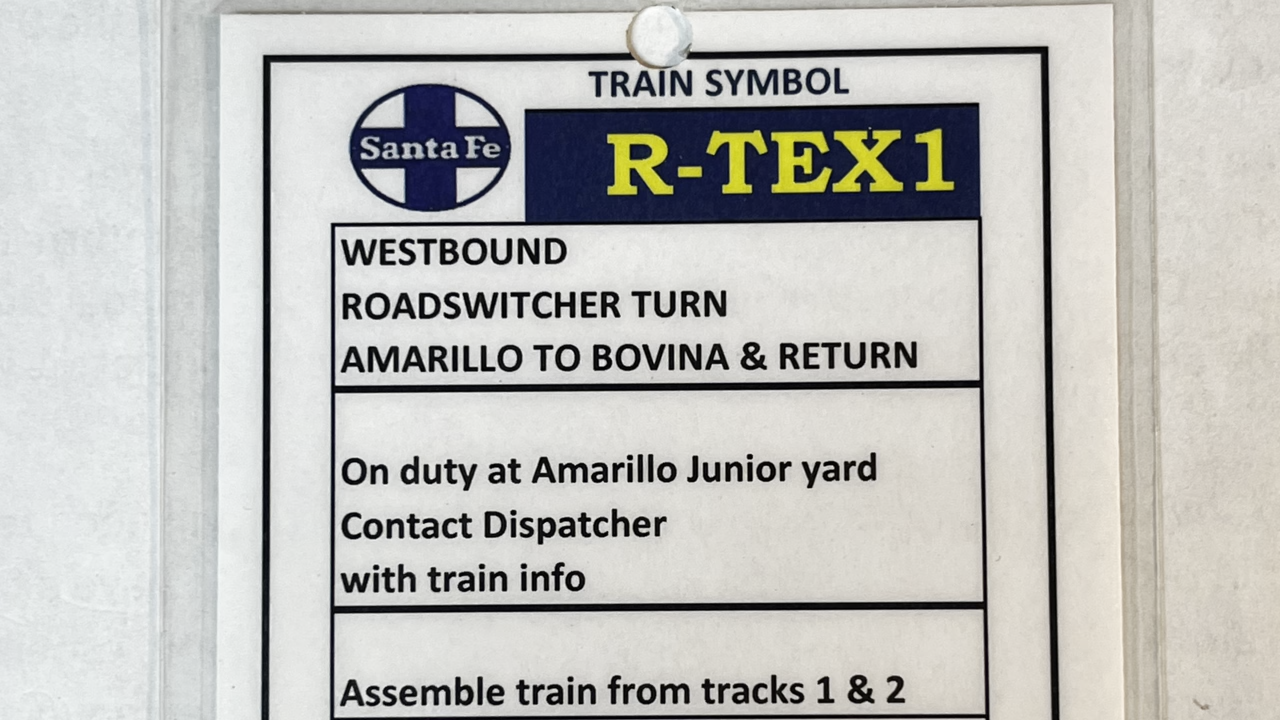 TRAIN SYMBOL
Santa Fe
R-TEX1
WESTBOUND
ROADSWITCHER TURN
AMARILLO TO BOVINA & RETURN
On duty at Amarillo Junior yard
Contact Dispatcher
with train info
Assemble train from tracks 1 & 2